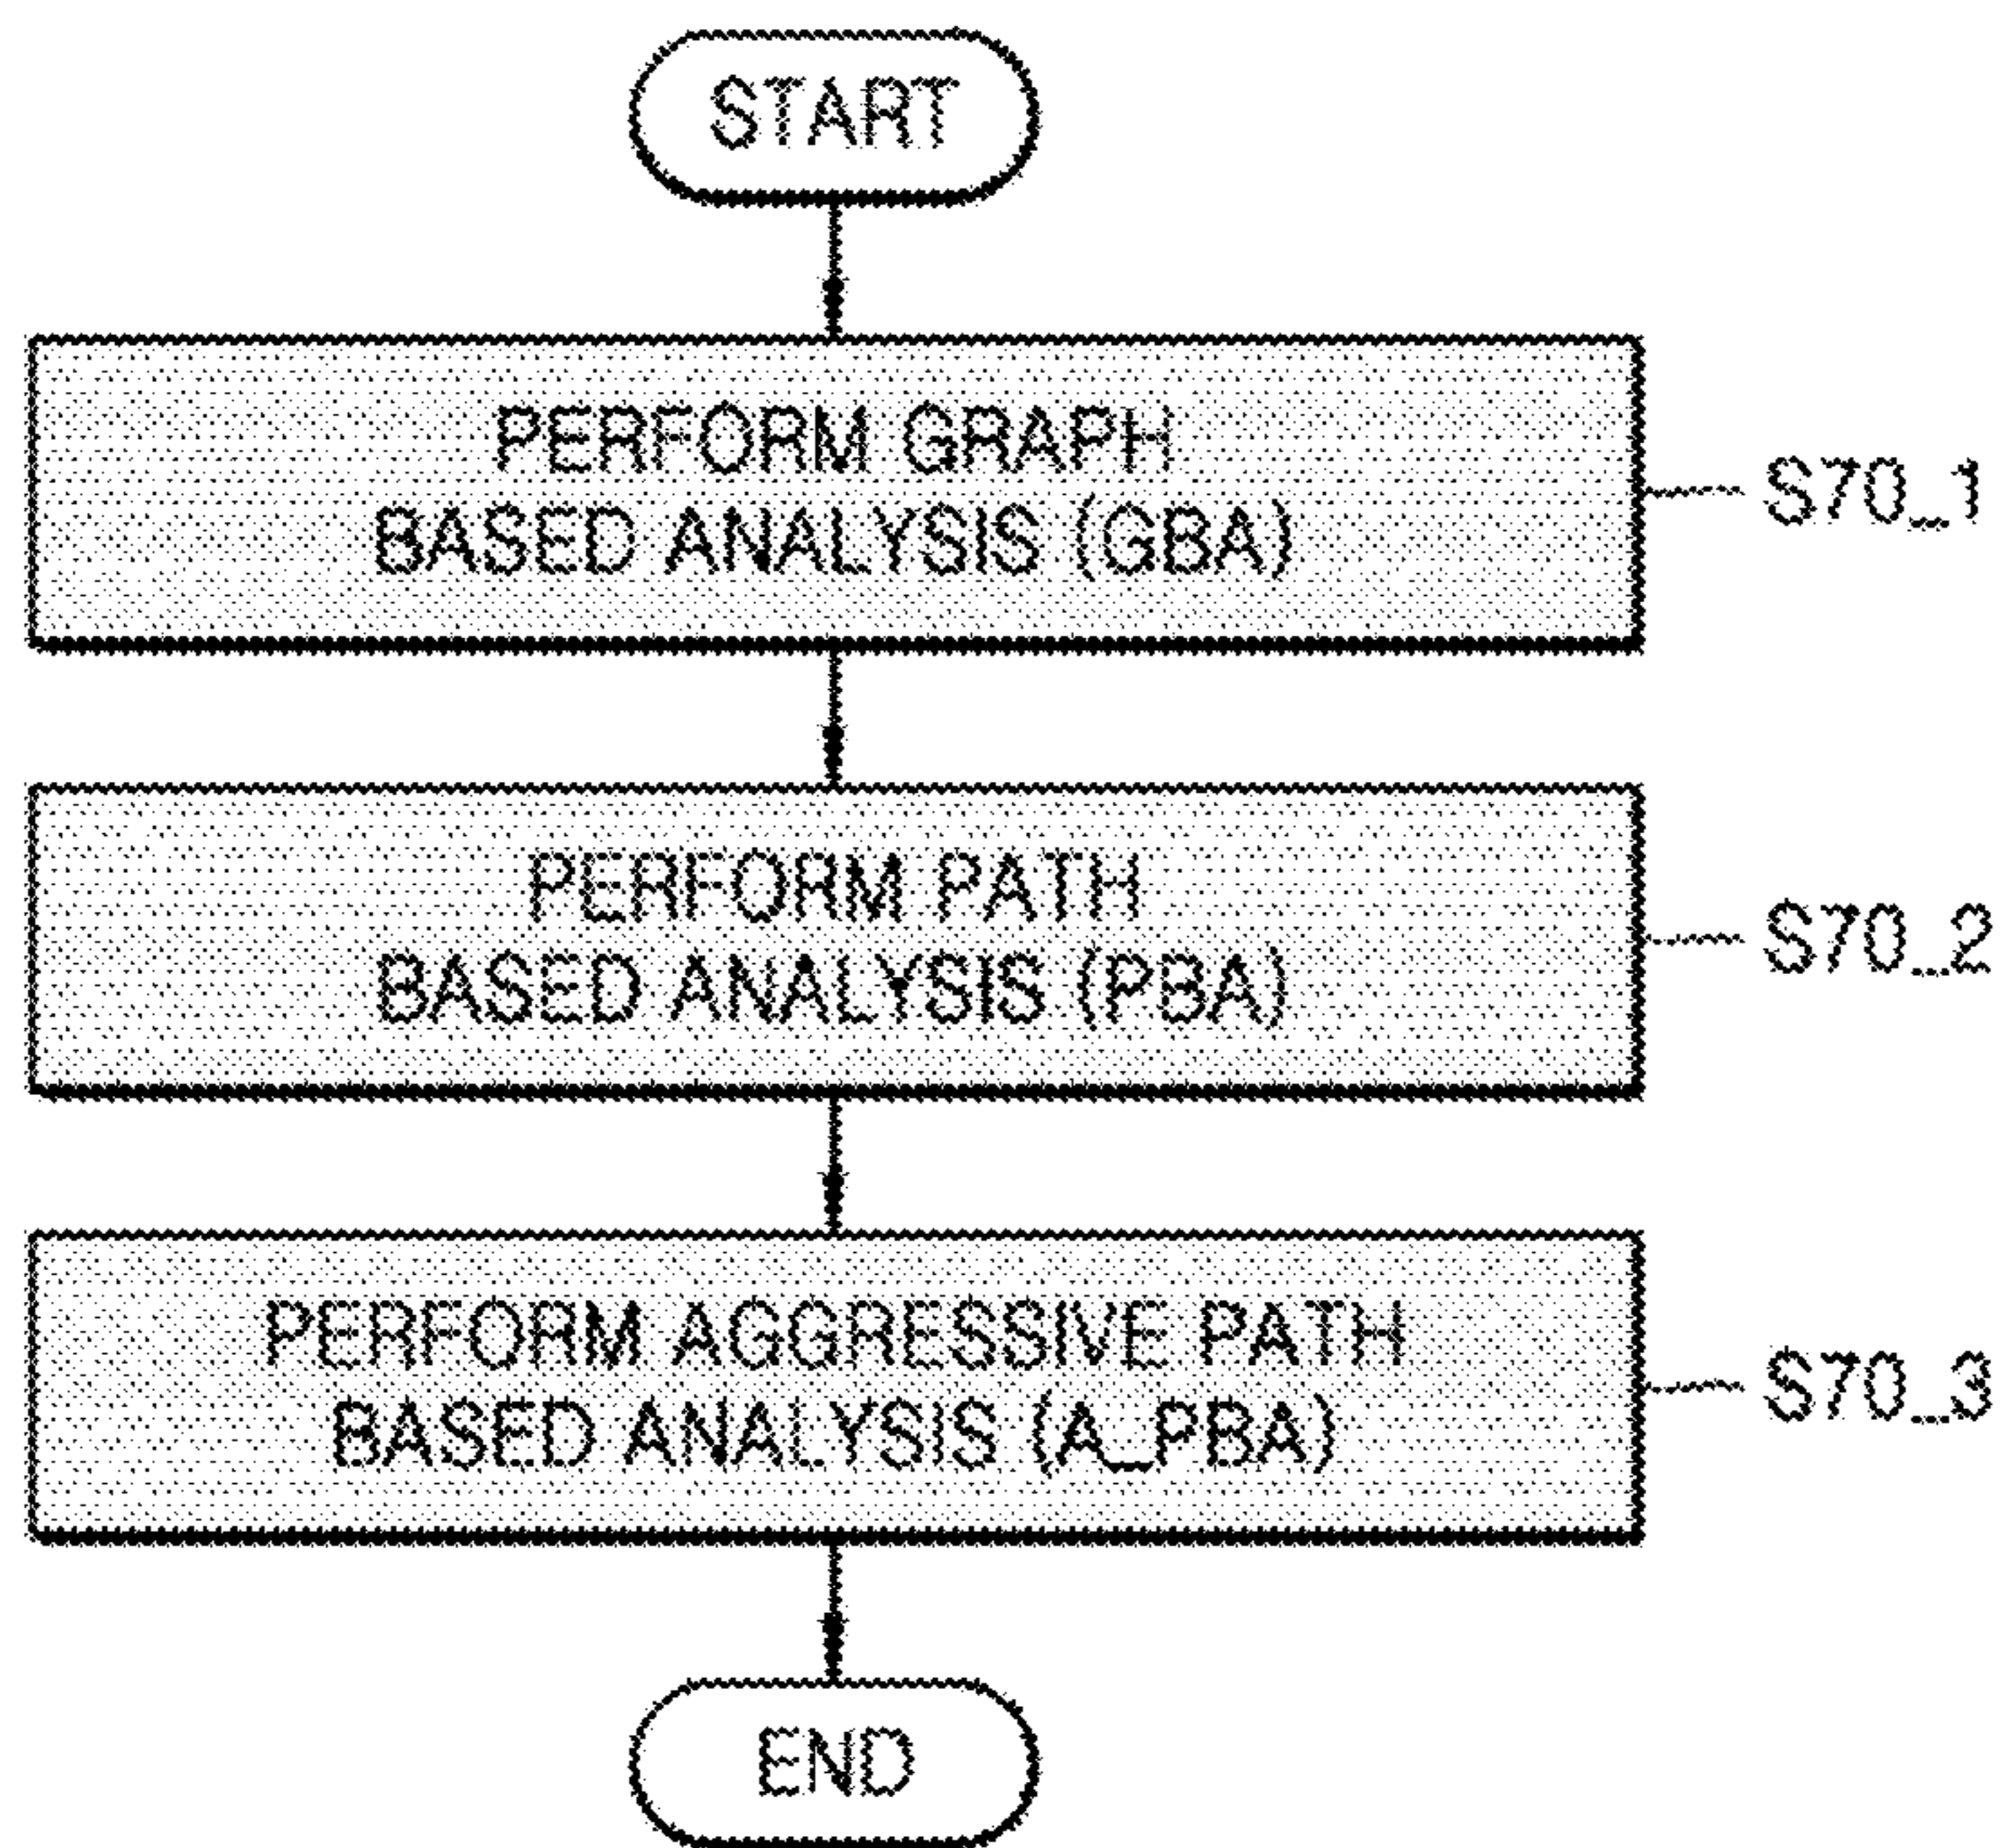 START
PERFORM GRAPH
BASED ANALYSIS (GBA)
S70_1
PERFORM PATH
BASED ANALYSIS (PBA)
S70_2
PERFORM AGGRESSIVE PATH
BASED ANALYSIS (A_PBA)
S70_3
END